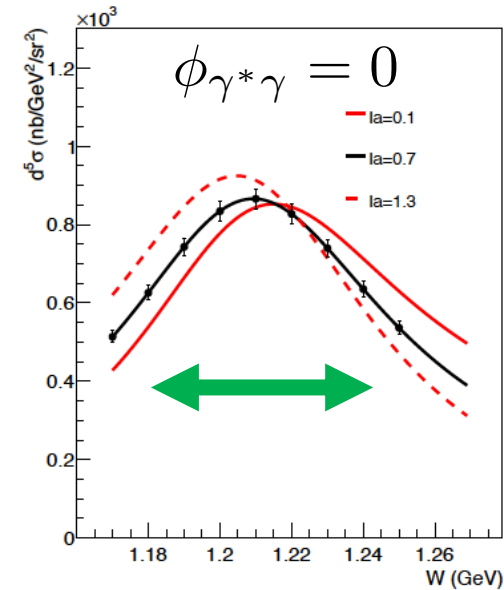 ×10³
ϕγ*γ = 0
la=0.1
la=0.7
la=1.3
d⁵σ (nb/GeV²/sr²)
1.2
1
0.8
0.6
0.4
0.2
0
1.18 1.2 1.22 1.24 1.26
W (GeV)